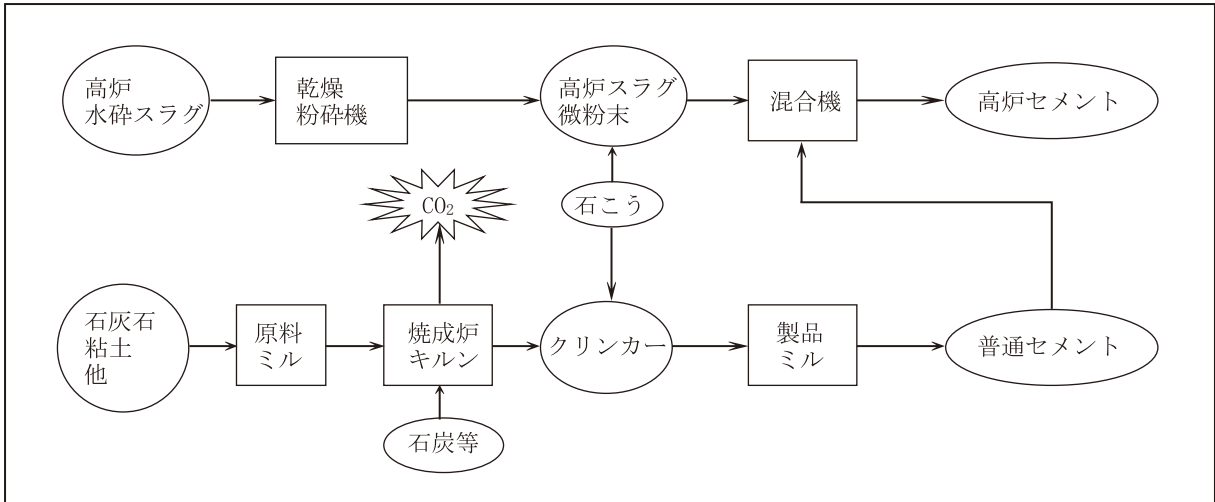 高炉
水砕スラグ
乾燥
粉砕機
高炉スラグ
微粉末
混合機
高炉セメント
CO₂
石こう
石灰石
粘土
他
原料
ミル
焼成炉
キルン
クリンカー
製品
ミル
普通セメント
石炭等